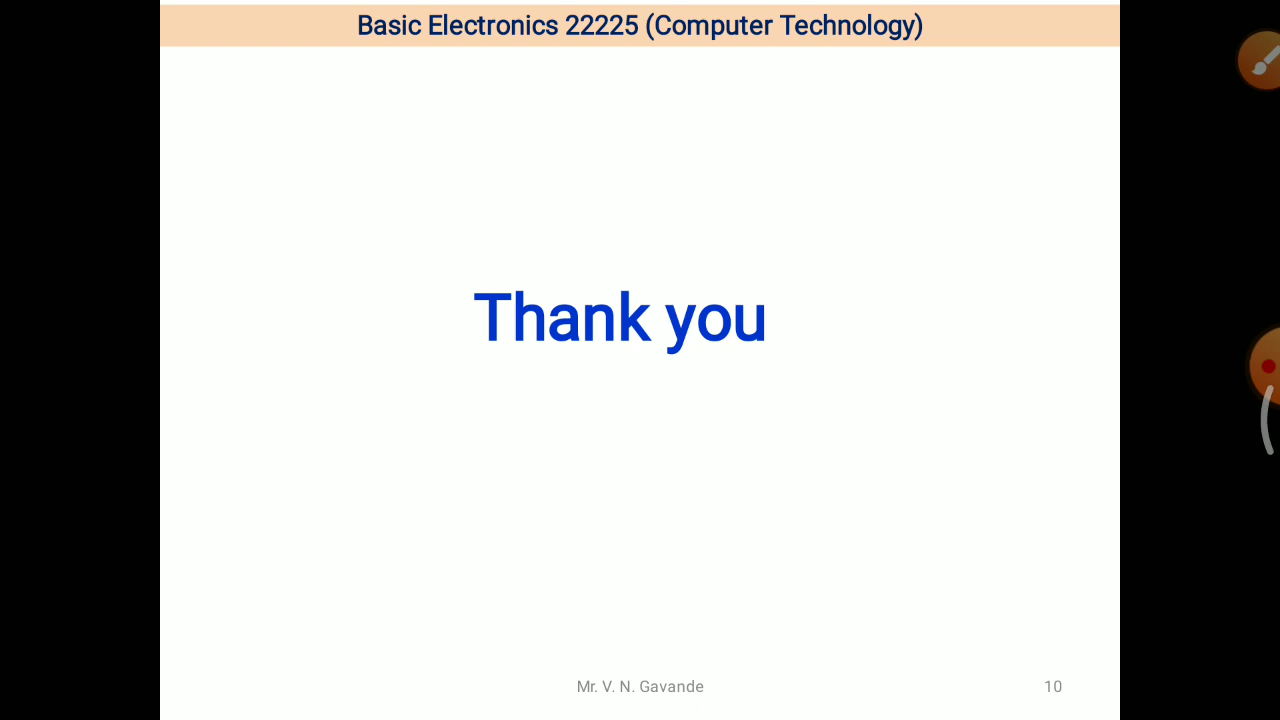 Basic Electronics 22225 (Computer Technology)
Thank you
Mr. V. N. Gavande
10